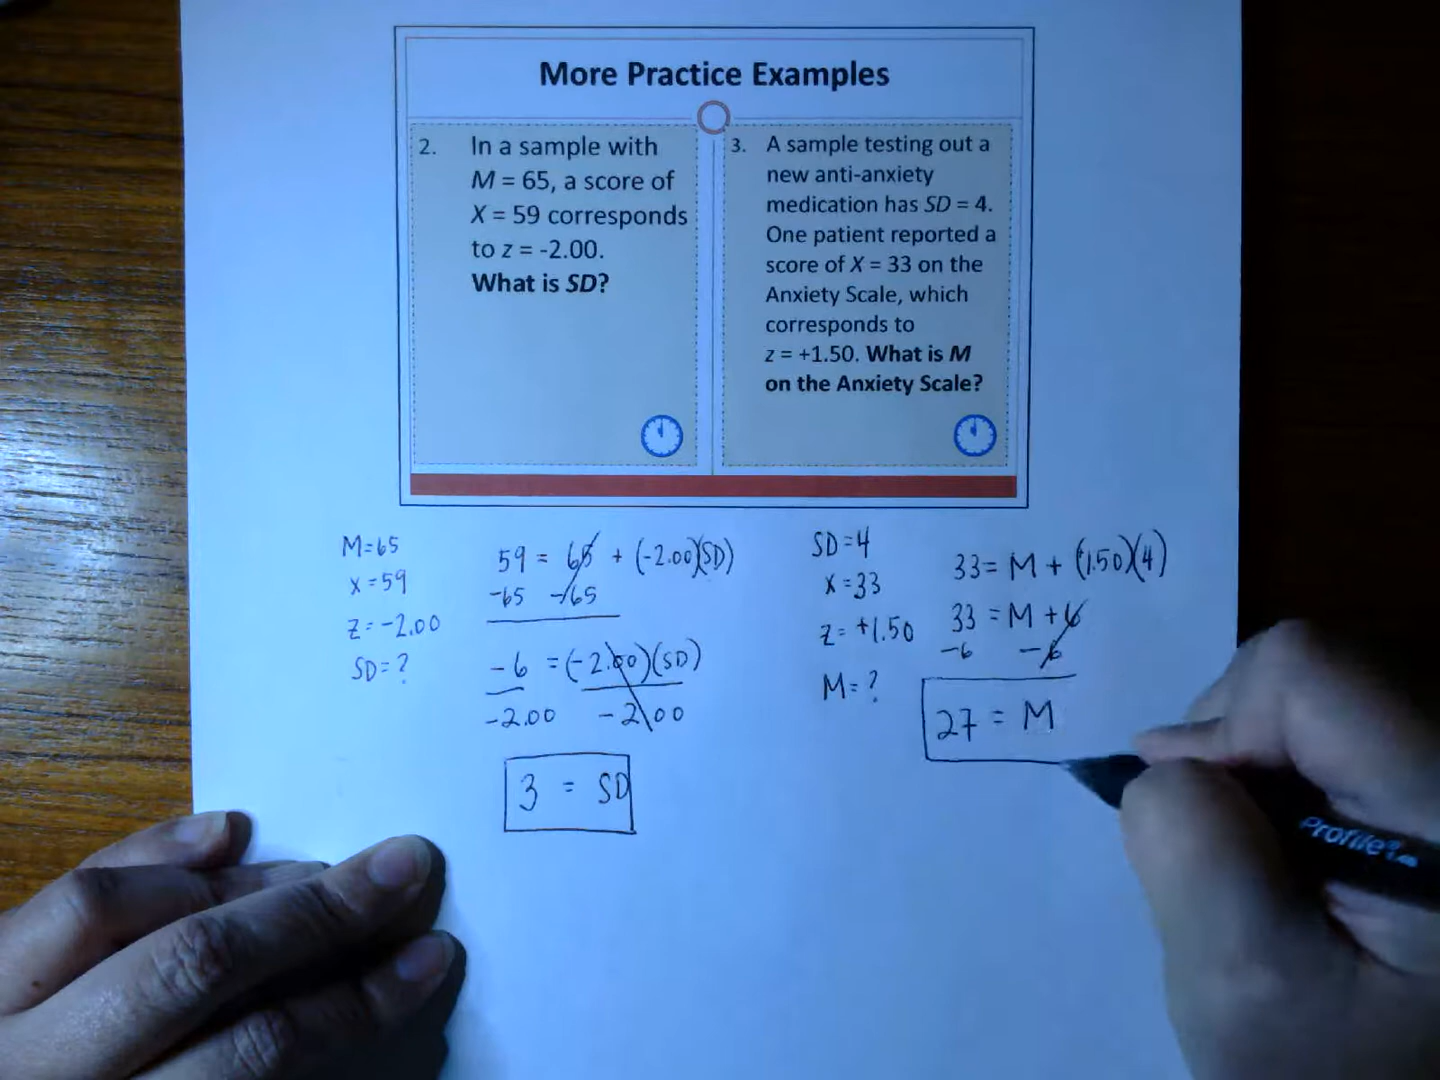 More Practice Examples
2. In a sample with
M = 65, a score of
X = 59 corresponds
to z = -2.00.
What is SD?
3. A sample testing out a
new anti-anxiety
medication has SD = 4.
One patient reported a
score of X = 33 on the
Anxiety Scale, which
corresponds to
z = +1.50. What is M
on the Anxiety Scale?
M=65
x=59
z=-2.00
SD=?
59 = 65 + (-2.00)(SD)
-65 -65
-6 = (-2.00)(SD)
-2.00 -2.00
3 = SD
SD=4
x=33
z=+1.50
M=?
33= M + (1.50)(4)
33 = M + 6
-6 -6
27 = M
Profile